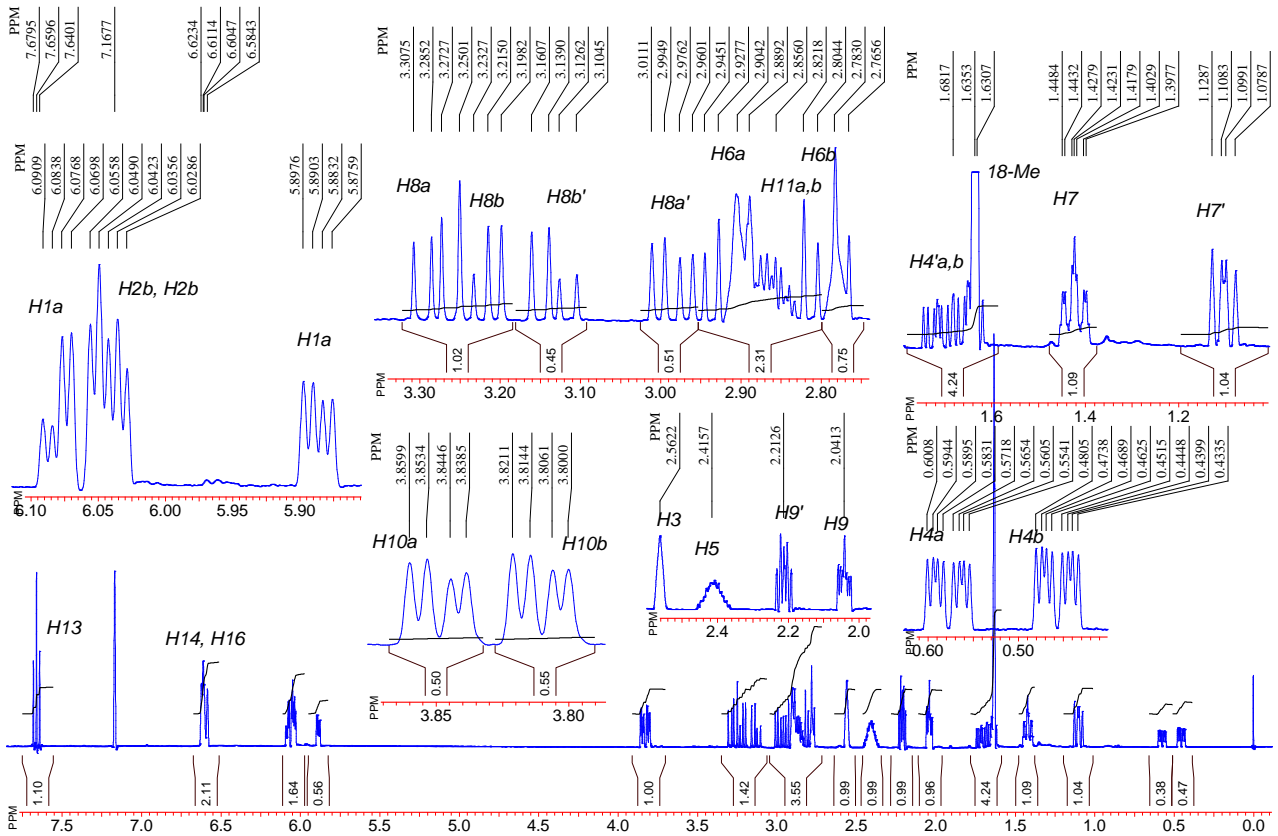 PPM 7.6795 7.6596 7.6401 7.1677 6.6234 6.6114 6.6047 6.5843
PPM 6.0909 6.0838 6.0768 6.0698 6.0558 6.0490 6.0423 6.0356 6.0286 5.8976 5.8903 5.8832 5.8759
H1a H2b, H2b H1a
PPM 6.10 6.05 6.00 5.95 5.90
PPM 3.3075 3.2852 3.2727 3.2501 3.2327 3.2150 3.1982 3.1607 3.1390 3.1262 3.1045 3.0111 2.9949 2.9762 2.9601 2.9451 2.9277 2.9042 2.8892 2.8560 2.8218 2.8044 2.7830 2.7656
H8a H8b H8b' H8a' H6a H11a,b H6b
1.02 0.45 0.51 2.31 0.75
PPM 3.30 3.20 3.10 3.00 2.90 2.80
PPM 1.6817 1.6353 1.6307 1.4484 1.4432 1.4279 1.4231 1.4179 1.4029 1.3977 1.1287 1.1083 1.0991 1.0787
18-Me H4'a,b H7 H7'
4.24 1.09 1.04
PPM 1.6 1.4 1.2
PPM 3.8599 3.8534 3.8446 3.8385 3.8211 3.8144 3.8061 3.8000
H10a H10b
0.50 0.55
PPM 3.85 3.80
PPM 2.5622 2.4157 2.2126 2.0413
H3 H5 H9' H9
PPM 2.4 2.2 2.0
PPM 0.6008 0.5944 0.5895 0.5831 0.5718 0.5654 0.5605 0.5541 0.4805 0.4738 0.4689 0.4625 0.4515 0.4448 0.4399 0.4335
H4a H4b
PPM 0.60 0.50
H13 H14, H16
1.10 2.11 1.64 0.56 1.00 1.42 3.55 0.99 0.99 0.99 0.96 4.24 1.09 1.04 0.38 0.47
PPM 7.5 7.0 6.5 6.0 5.5 5.0 4.5 4.0 3.5 3.0 2.5 2.0 1.5 1.0 0.5 0.0